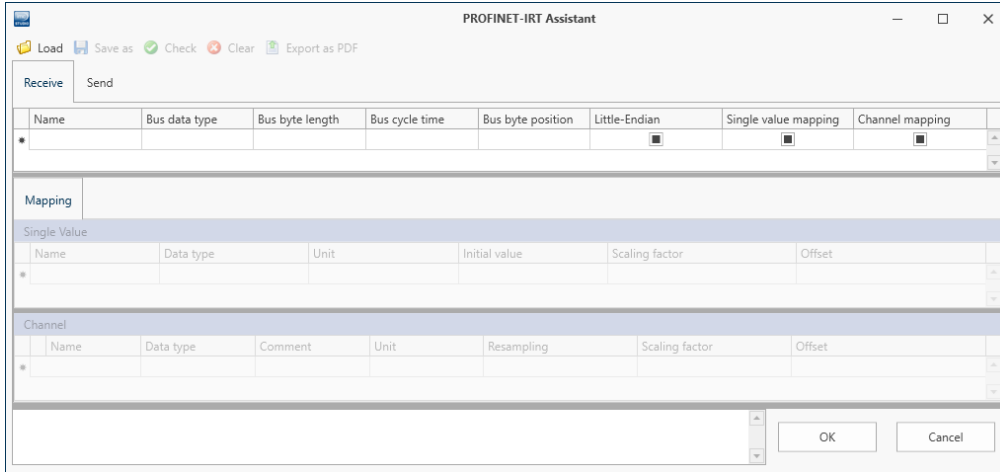 PROFINET-IRT Assistant
Load Save as Check Clear Export as PDF
Receive Send
Name Bus data type Bus byte length Bus cycle time Bus byte position Little-Endian Single value mapping Channel mapping
Mapping
Single Value
Name Data type Unit Initial value Scaling factor Offset
Channel
Name Data type Comment Unit Resampling Scaling factor Offset
OK Cancel